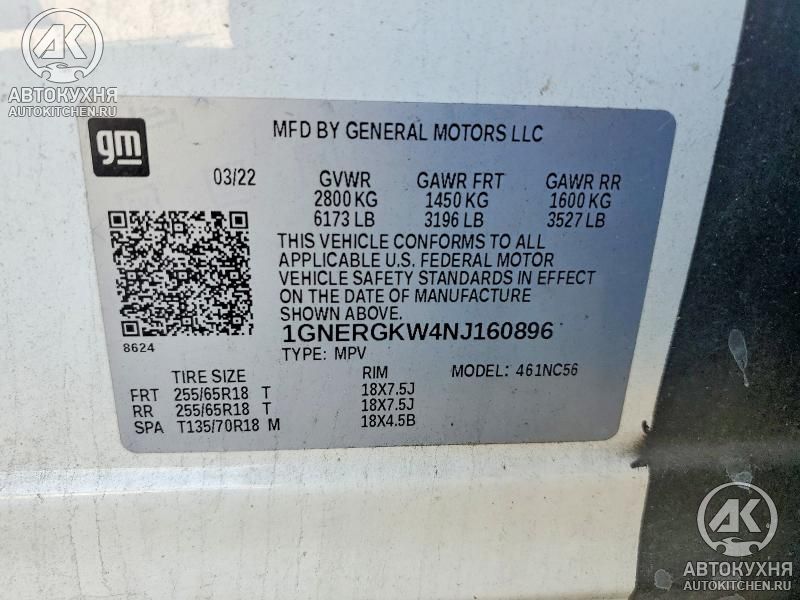 AK
АВТОКУХНЯ
AUTOKITCHEN.RU
gm
MFD BY GENERAL MOTORS LLC
03/22 GVWR GAWR FRT GAWR RR
2800 KG 1450 KG 1600 KG
6173 LB 3196 LB 3527 LB
THIS VEHICLE CONFORMS TO ALL
APPLICABLE U.S. FEDERAL MOTOR
VEHICLE SAFETY STANDARDS IN EFFECT
ON THE DATE OF MANUFACTURE
SHOWN ABOVE.
8624
1GNERGKW4NJ160896
TYPE: MPV MODEL: 461NC56
TIRE SIZE RIM
FRT 255/65R18 T 18X7.5J
RR 255/65R18 T 18X7.5J
SPA T135/70R18 M 18X4.5B
AK
АВТОКУХНЯ
AUTOKITCHEN.RU